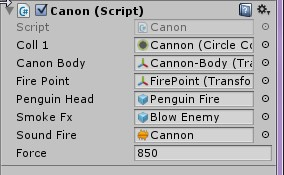 Canon (Script)
Script Canon
Coll 1 Cannon (Circle Co
Canon Body Cannon-Body (Tra
Fire Point FirePoint (Transfo
Penguin Head Penguin Fire
Smoke Fx Blow Enemy
Sound Fire Cannon
Force 850